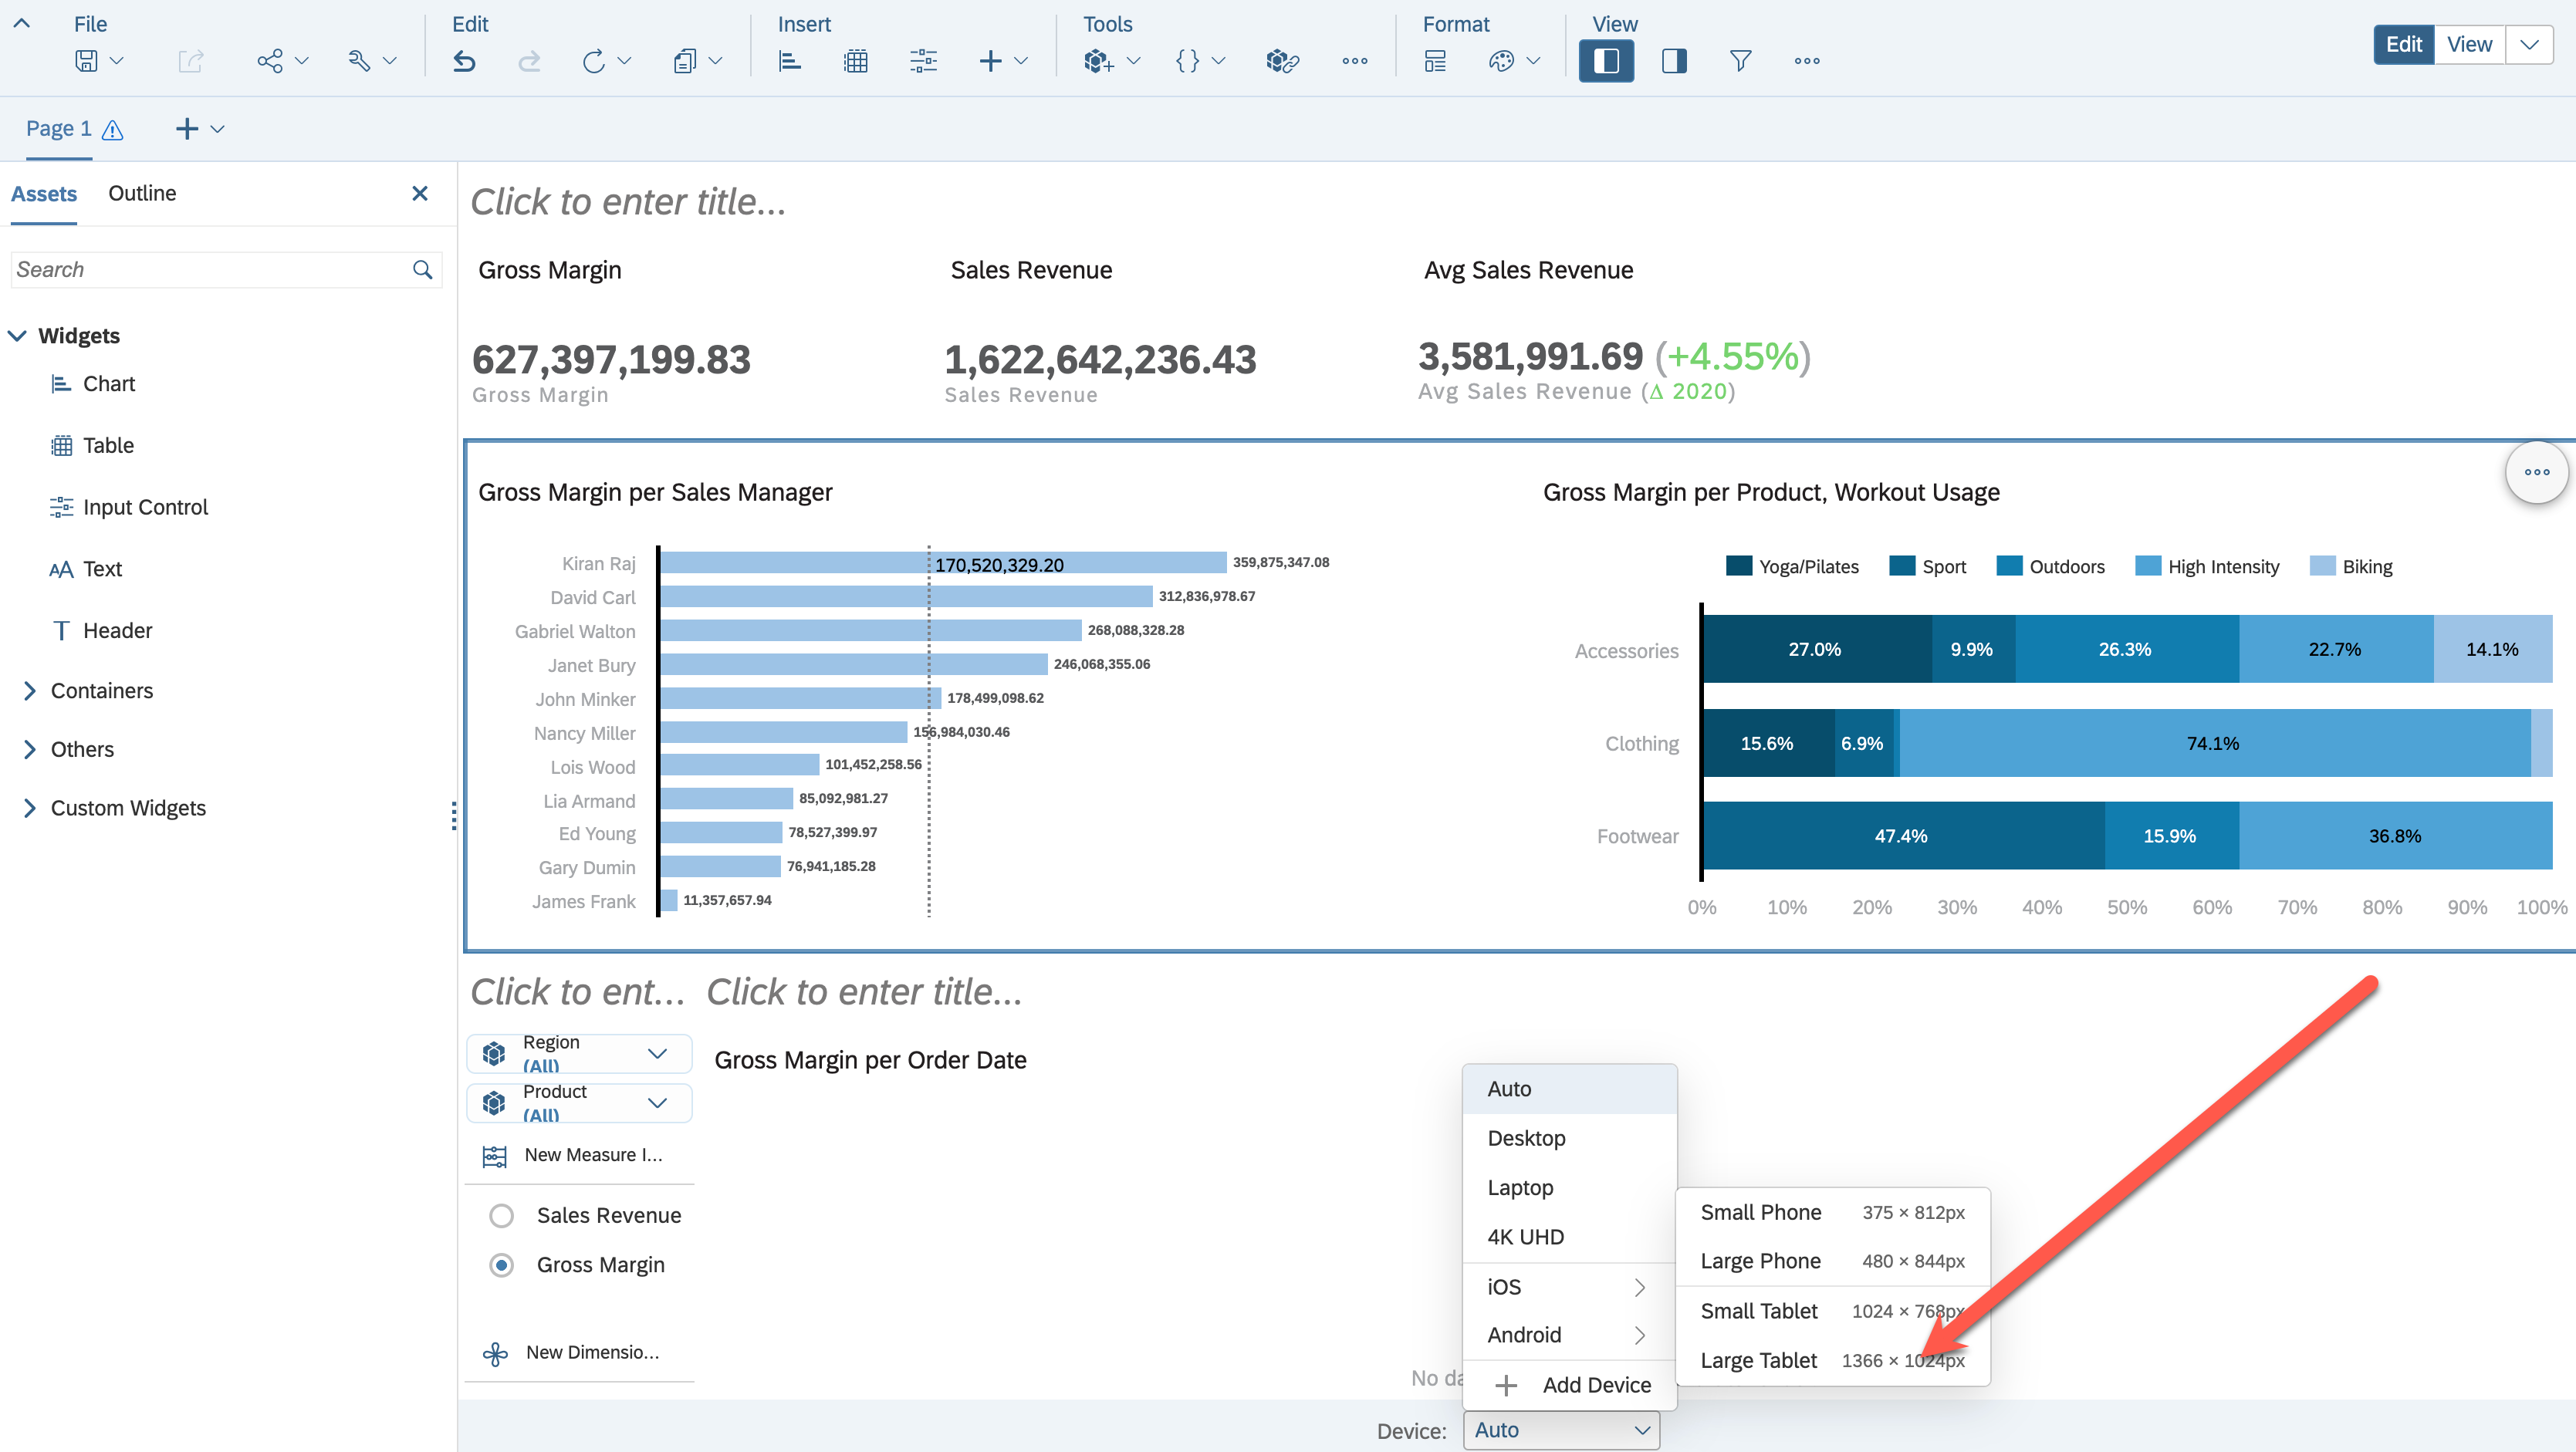 File
Edit
Insert
Tools
Format
View
Edit
View
Page 1
Assets
Outline
Search
Widgets
Chart
Table
Input Control
Text
Header
Containers
Others
Custom Widgets
Click to enter title...
Gross Margin
Sales Revenue
Avg Sales Revenue
627,397,199.83
Gross Margin
1,622,642,236.43
Sales Revenue
3,581,991.69 (+4.55%)
Avg Sales Revenue (Δ 2020)
Gross Margin per Sales Manager
Kiran Raj
170,520,329.20
359,875,347.08
David Carl
312,836,978.67
Gabriel Walton
268,088,328.28
Janet Bury
246,068,355.06
John Minker
178,499,098.62
Nancy Miller
156,984,030.46
Lois Wood
101,452,258.56
Lia Armand
85,092,981.27
Ed Young
78,527,399.97
Gary Dumin
76,941,185.28
James Frank
11,357,657.94
Gross Margin per Product, Workout Usage
Yoga/Pilates
Sport
Outdoors
High Intensity
Biking
Accessories
27.0%
9.9%
26.3%
22.7%
14.1%
Clothing
15.6%
6.9%
74.1%
Footwear
47.4%
15.9%
36.8%
0%
10%
20%
30%
40%
50%
60%
70%
80%
90%
100%
Click to ent...
Click to enter title...
Region
(All)
Product
(All)
New Measure I...
Sales Revenue
Gross Margin
New Dimensio...
Gross Margin per Order Date
No da
Auto
Desktop
Laptop
4K UHD
iOS
Android
Add Device
Small Phone 375 × 812px
Large Phone 480 × 844px
Small Tablet 1024 × 768px
Large Tablet 1366 × 1024px
Device:
Auto